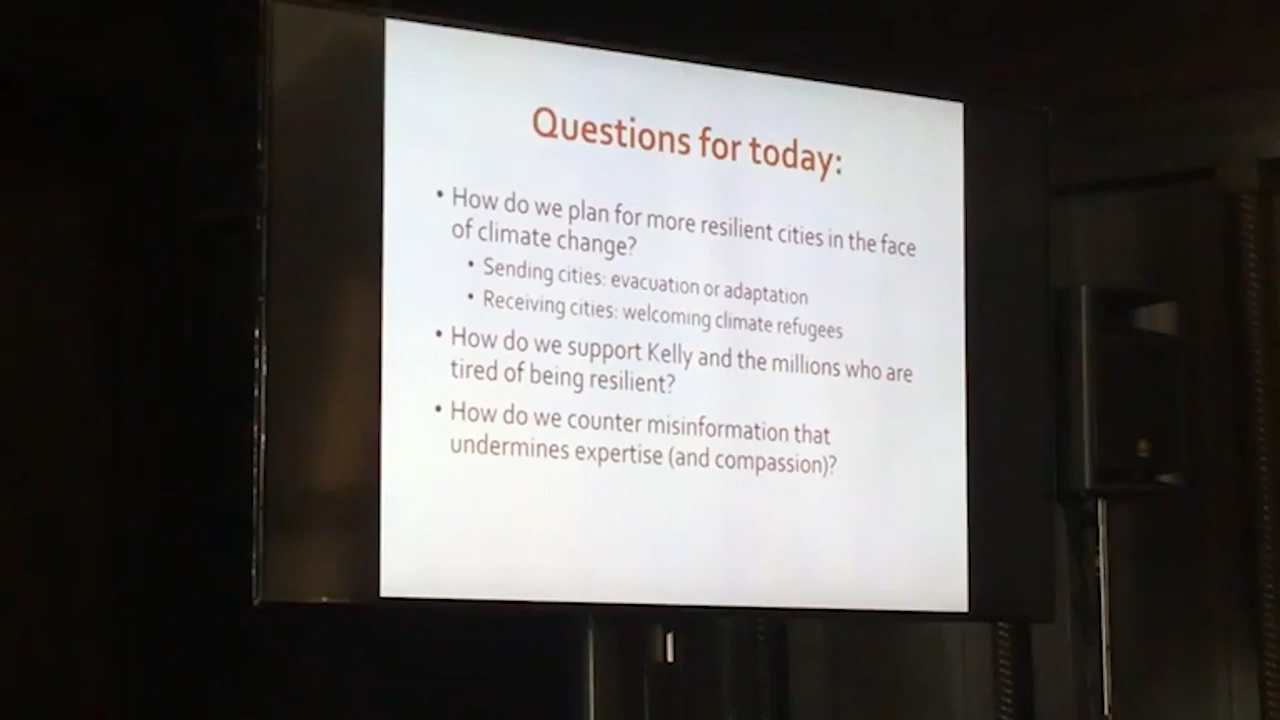 Questions for today:
• How do we plan for more resilient cities in the face
of climate change?
• Sending cities: evacuation or adaptation
• Receiving cities: welcoming climate refugees
• How do we support Kelly and the millions who are
tired of being resilient?
• How do we counter misinformation that
undermines expertise (and compassion)?